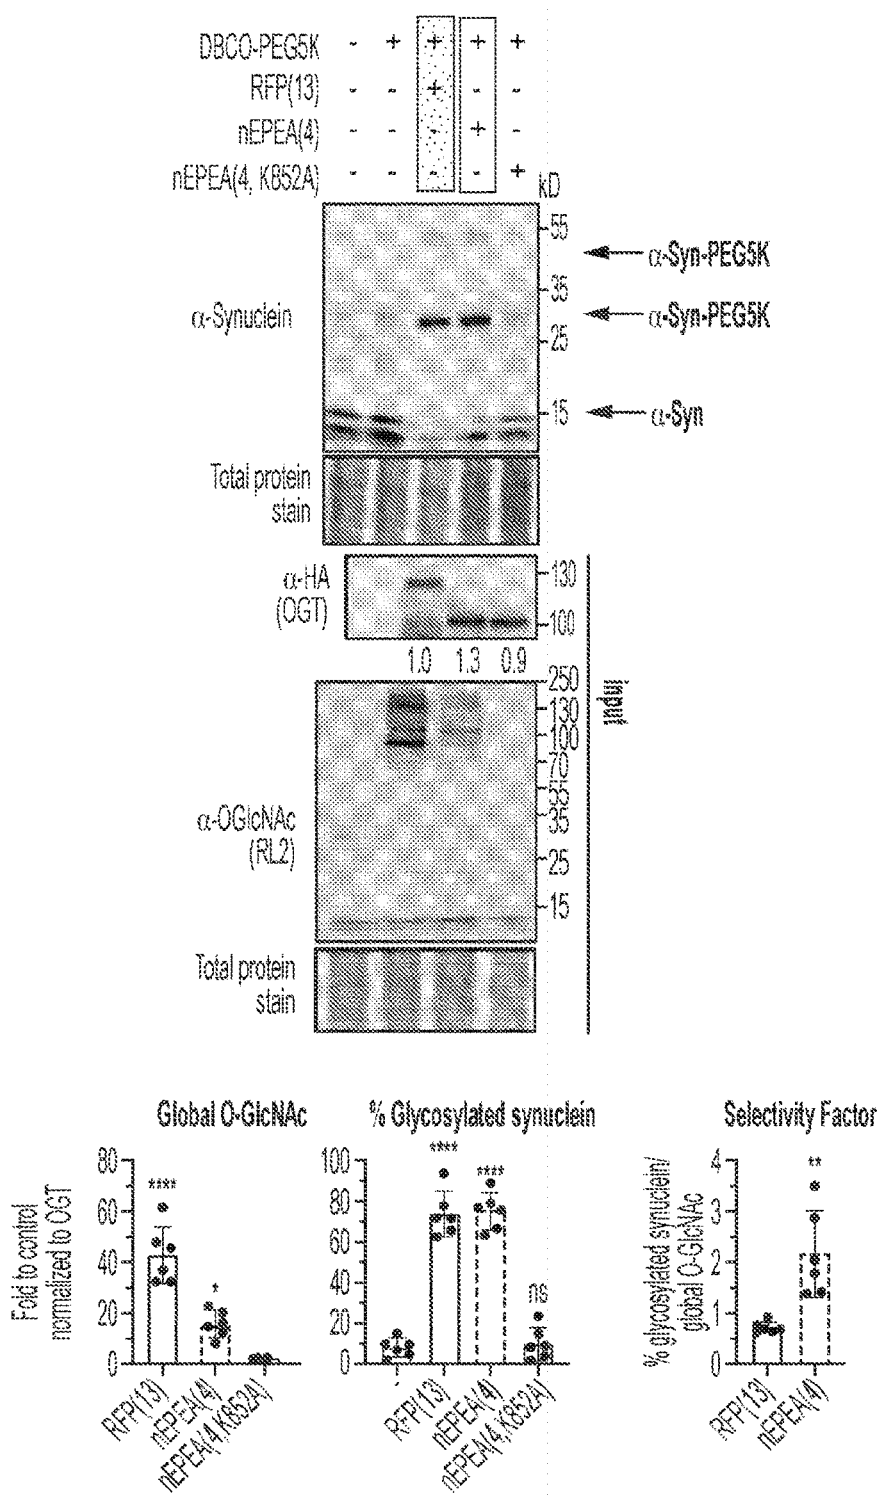 DBCO-PEG5K - + + + +
RFP(13) - - + - -
nEPEA(4) - - - + -
nEPEA(4, K852A) - - - - +
kD
55
35
25
15
α-Synuclein
α-Syn-PEG5K
α-Syn-PEG5K
α-Syn
Total protein
stain
α-HA
(OGT)
130
100
1.0 1.3 0.9
250
130
100
70
55
35
25
15
α-OGlcNAc
(RL2)
Total protein
stain
input
Global O-GlcNAc
Fold to control
normalized to OGT
80
60
40
20
0
****
*
RFP(13)
nEPEA(4)
nEPEA(4,K852A)
% Glycosylated synuclein
100
80
60
40
20
0
****
****
ns
-
RFP(13)
nEPEA(4)
nEPEA(4,K852A)
Selectivity Factor
% glycosylated synuclein/
global O-GlcNAc
4
3
2
1
0
**
RFP(13)
nEPEA(4)